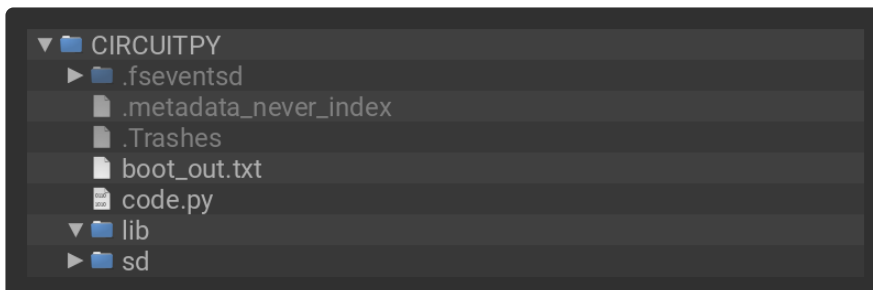 CIRCUITPY
.fseventsd
.metadata_never_index
.Trashes
boot_out.txt
code.py
lib
sd